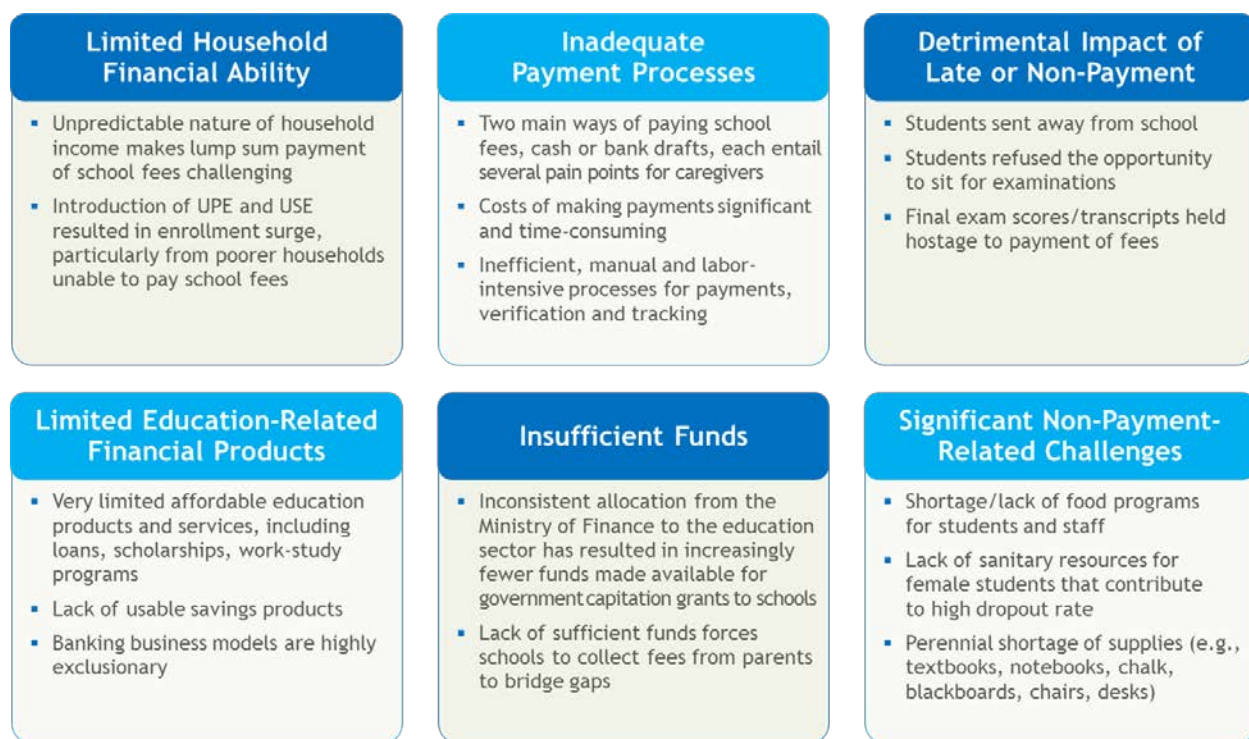 Limited Household
Financial Ability
▪ Unpredictable nature of household
income makes lump sum payment
of school fees challenging
▪ Introduction of UPE and USE
resulted in enrollment surge,
particularly from poorer households
unable to pay school fees
Inadequate
Payment Processes
▪ Two main ways of paying school
fees, cash or bank drafts, each entail
several pain points for caregivers
▪ Costs of making payments significant
and time-consuming
▪ Inefficient, manual and labor-
intensive processes for payments,
verification and tracking
Detrimental Impact of
Late or Non-Payment
▪ Students sent away from school
▪ Students refused the opportunity
to sit for examinations
▪ Final exam scores/transcripts held
hostage to payment of fees
Limited Education-Related
Financial Products
▪ Very limited affordable education
products and services, including
loans, scholarships, work-study
programs
▪ Lack of usable savings products
▪ Banking business models are highly
exclusionary
Insufficient Funds
▪ Inconsistent allocation from the
Ministry of Finance to the education
sector has resulted in increasingly
fewer funds made available for
government capitation grants to schools
▪ Lack of sufficient funds forces
schools to collect fees from parents
to bridge gaps
Significant Non-Payment-
Related Challenges
▪ Shortage/lack of food programs
for students and staff
▪ Lack of sanitary resources for
female students that contribute
to high dropout rate
▪ Perennial shortage of supplies (e.g.,
textbooks, notebooks, chalk,
blackboards, chairs, desks)